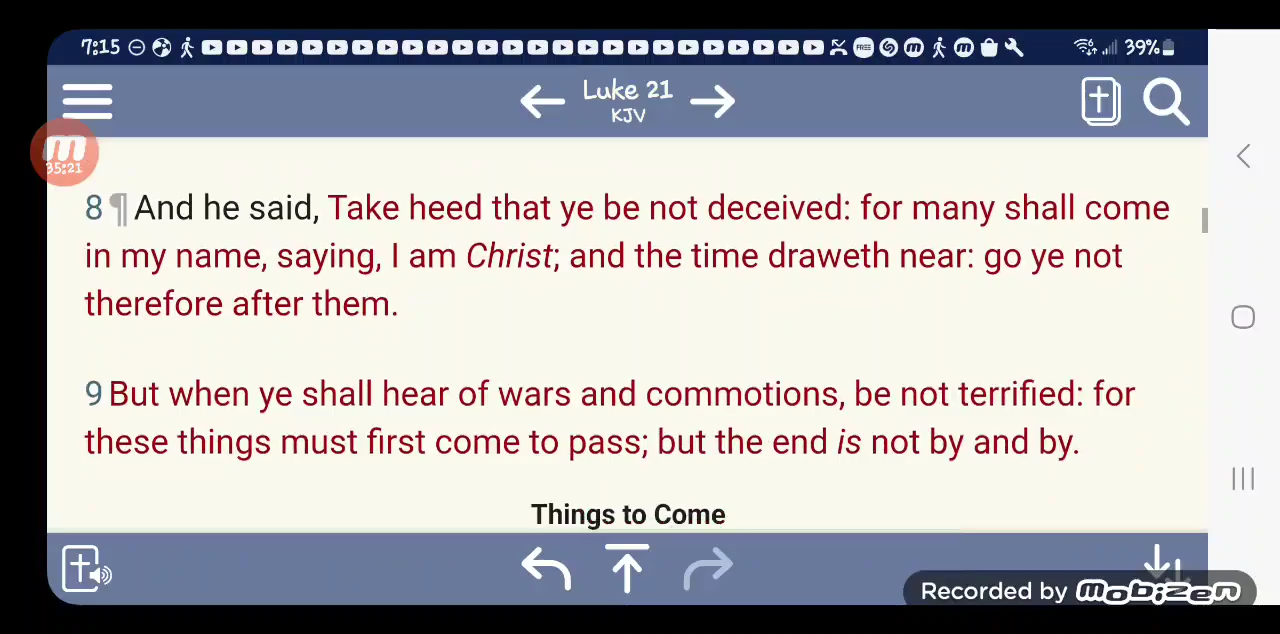 7:15 FREE 39%
Luke 21
KJV
35:21
8 ¶ And he said, Take heed that ye be not deceived: for many shall come
in my name, saying, I am Christ; and the time draweth near: go ye not
therefore after them.
9 But when ye shall hear of wars and commotions, be not terrified: for
these things must first come to pass; but the end is not by and by.
Things to Come
Recorded by mobizen